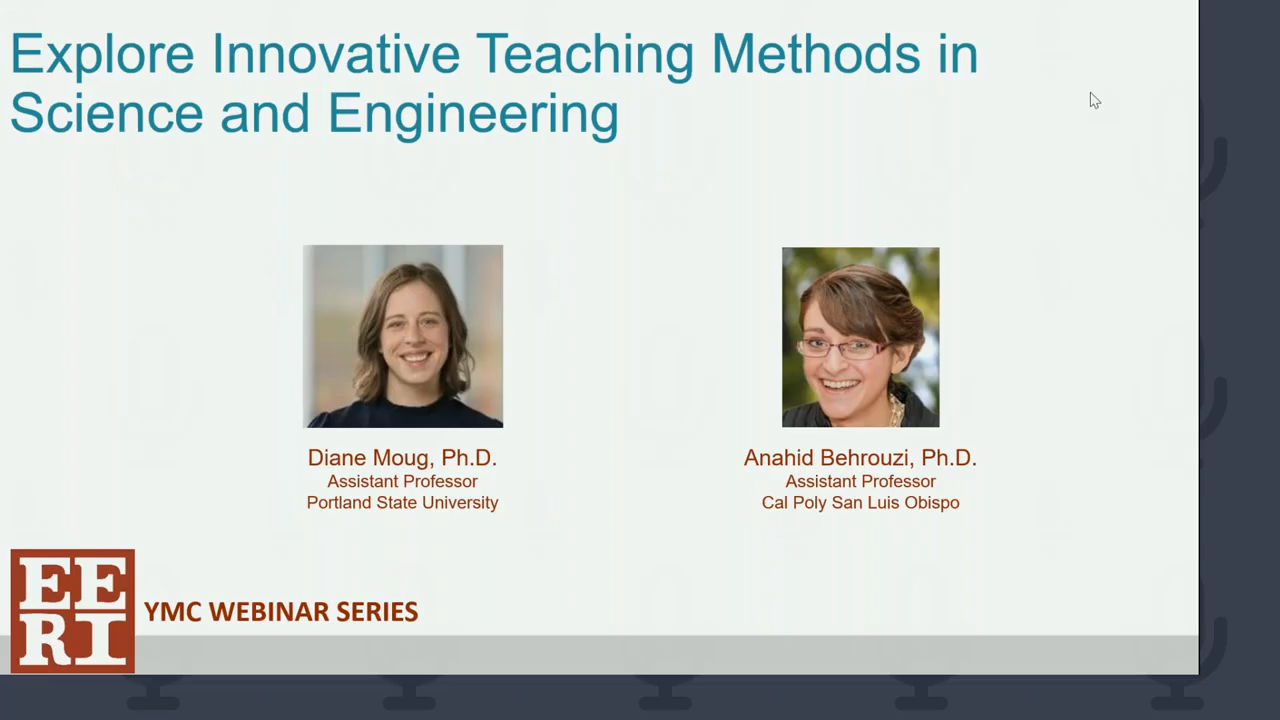 Explore Innovative Teaching Methods in
Science and Engineering
Diane Moug, Ph.D.
Assistant Professor
Portland State University
Anahid Behrouzi, Ph.D.
Assistant Professor
Cal Poly San Luis Obispo
EE
RI
YMC WEBINAR SERIES